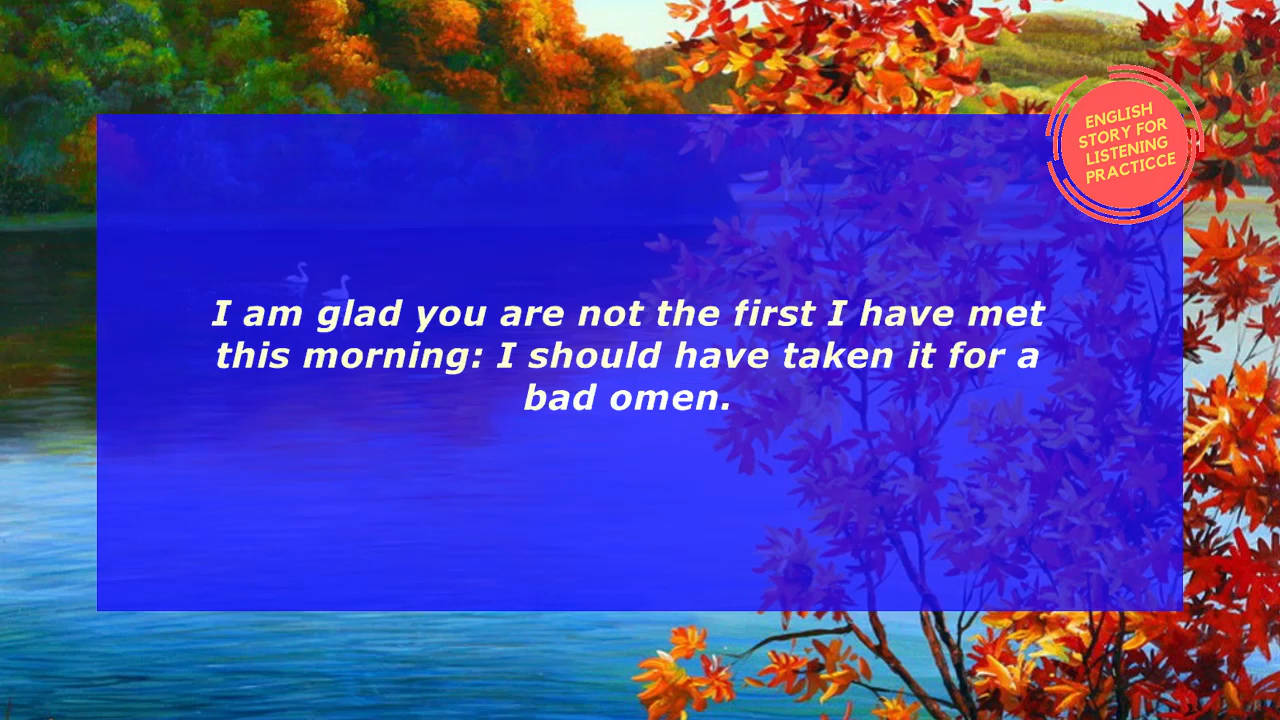 ENGLISH
STORY FOR
LISTENING
PRACTICCE
I am glad you are not the first I have met
this morning: I should have taken it for a
bad omen.